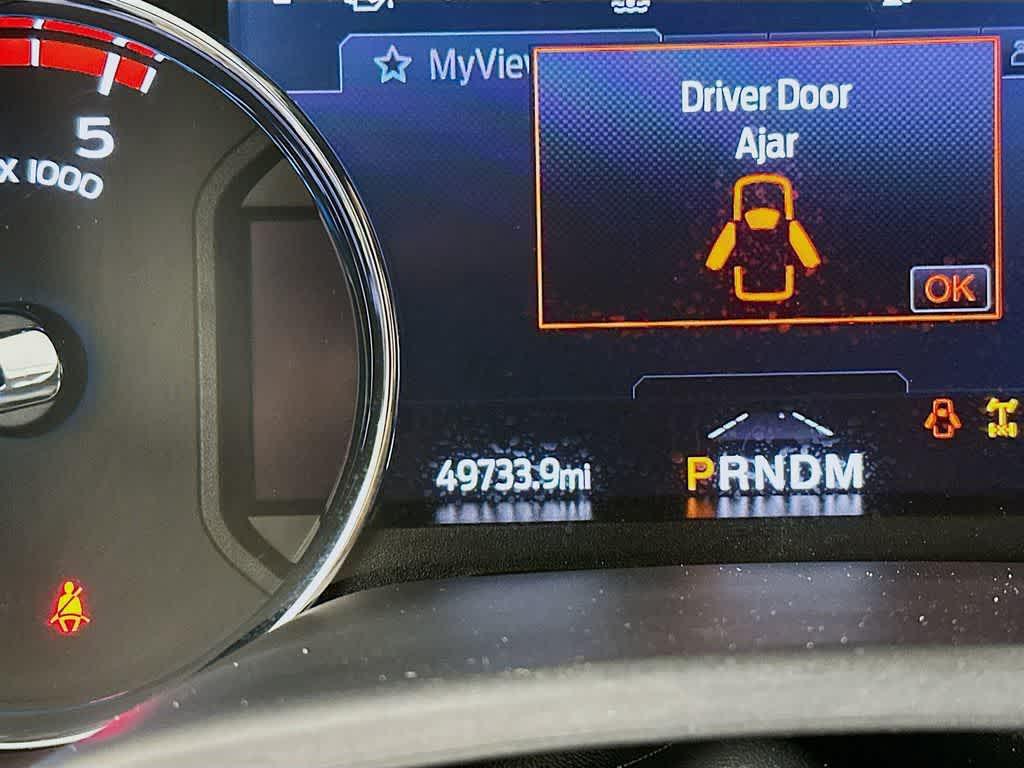 MyView
Driver Door
Ajar
OK
5
X 1000
49733.9mi
PRNDM